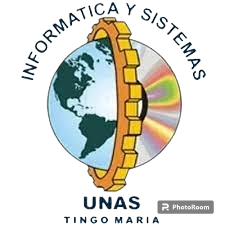 INFORMATICA Y SISTEMAS
UNAS
PhotoRoom
TINGO MARIA